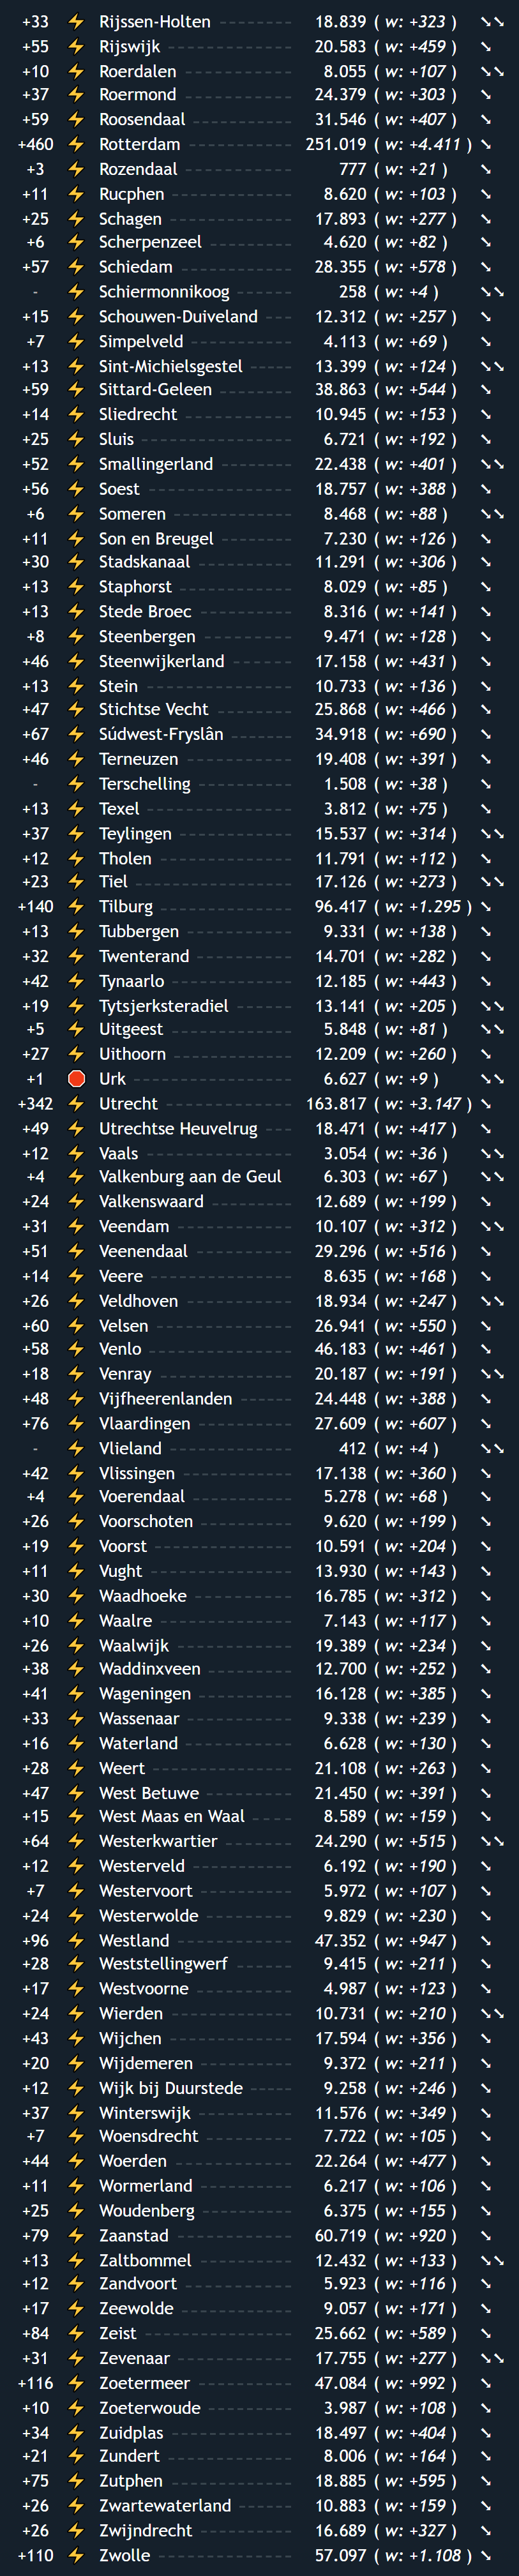 +33 ⚡ Rijssen-Holten 18.839 ( w: +323 ) ➘➘
+55 ⚡ Rijswijk 20.583 ( w: +459 ) ➘
+10 ⚡ Roerdalen 8.055 ( w: +107 ) ➘➘
+37 ⚡ Roermond 24.379 ( w: +303 ) ➘
+59 ⚡ Roosendaal 31.546 ( w: +407 ) ➘
+460 ⚡ Rotterdam 251.019 ( w: +4.411 ) ➘
+3 ⚡ Rozendaal 777 ( w: +21 ) ➘
+11 ⚡ Rucphen 8.620 ( w: +103 ) ➘
+25 ⚡ Schagen 17.893 ( w: +277 ) ➘
+6 ⚡ Scherpenzeel 4.620 ( w: +82 ) ➘
+57 ⚡ Schiedam 28.355 ( w: +578 ) ➘
- ⚡ Schiermonnikoog 258 ( w: +4 ) ➘➘
+15 ⚡ Schouwen-Duiveland 12.312 ( w: +257 ) ➘
+7 ⚡ Simpelveld 4.113 ( w: +69 ) ➘
+13 ⚡ Sint-Michielsgestel 13.399 ( w: +124 ) ➘➘
+59 ⚡ Sittard-Geleen 38.863 ( w: +544 ) ➘
+14 ⚡ Sliedrecht 10.945 ( w: +153 ) ➘
+25 ⚡ Sluis 6.721 ( w: +192 ) ➘
+52 ⚡ Smallingerland 22.438 ( w: +401 ) ➘➘
+56 ⚡ Soest 18.757 ( w: +388 ) ➘
+6 ⚡ Someren 8.468 ( w: +88 ) ➘➘
+11 ⚡ Son en Breugel 7.230 ( w: +126 ) ➘
+30 ⚡ Stadskanaal 11.291 ( w: +306 ) ➘
+13 ⚡ Staphorst 8.029 ( w: +85 ) ➘
+13 ⚡ Stede Broec 8.316 ( w: +141 ) ➘
+8 ⚡ Steenbergen 9.471 ( w: +128 ) ➘
+46 ⚡ Steenwijkerland 17.158 ( w: +431 ) ➘
+13 ⚡ Stein 10.733 ( w: +136 ) ➘
+47 ⚡ Stichtse Vecht 25.868 ( w: +466 ) ➘
+67 ⚡ Súdwest-Fryslân 34.918 ( w: +690 ) ➘
+46 ⚡ Terneuzen 19.408 ( w: +391 ) ➘
- ⚡ Terschelling 1.508 ( w: +38 ) ➘
+13 ⚡ Texel 3.812 ( w: +75 ) ➘
+37 ⚡ Teylingen 15.537 ( w: +314 ) ➘➘
+12 ⚡ Tholen 11.791 ( w: +112 ) ➘
+23 ⚡ Tiel 17.126 ( w: +273 ) ➘➘
+140 ⚡ Tilburg 96.417 ( w: +1.295 ) ➘
+13 ⚡ Tubbergen 9.331 ( w: +138 ) ➘
+32 ⚡ Twenterand 14.701 ( w: +282 ) ➘
+42 ⚡ Tynaarlo 12.185 ( w: +443 ) ➘
+19 ⚡ Tytsjerksteradiel 13.141 ( w: +205 ) ➘➘
+5 ⚡ Uitgeest 5.848 ( w: +81 ) ➘➘
+27 ⚡ Uithoorn 12.209 ( w: +260 ) ➘
+1 🛑 Urk 6.627 ( w: +9 ) ➘➘
+342 ⚡ Utrecht 163.817 ( w: +3.147 ) ➘
+49 ⚡ Utrechtse Heuvelrug 18.471 ( w: +417 ) ➘
+12 ⚡ Vaals 3.054 ( w: +36 ) ➘➘
+4 ⚡ Valkenburg aan de Geul 6.303 ( w: +67 ) ➘➘
+24 ⚡ Valkenswaard 12.689 ( w: +199 ) ➘
+31 ⚡ Veendam 10.107 ( w: +312 ) ➘➘
+51 ⚡ Veenendaal 29.296 ( w: +516 ) ➘
+14 ⚡ Veere 8.635 ( w: +168 ) ➘
+26 ⚡ Veldhoven 18.934 ( w: +247 ) ➘➘
+60 ⚡ Velsen 26.941 ( w: +550 ) ➘
+58 ⚡ Venlo 46.183 ( w: +461 ) ➘
+18 ⚡ Venray 20.187 ( w: +191 ) ➘➘
+48 ⚡ Vijfheerenlanden 24.448 ( w: +388 ) ➘
+76 ⚡ Vlaardingen 27.609 ( w: +607 ) ➘
- ⚡ Vlieland 412 ( w: +4 ) ➘➘
+42 ⚡ Vlissingen 17.138 ( w: +360 ) ➘
+4 ⚡ Voerendaal 5.278 ( w: +68 ) ➘
+26 ⚡ Voorschoten 9.620 ( w: +199 ) ➘
+19 ⚡ Voorst 10.591 ( w: +204 ) ➘
+11 ⚡ Vught 13.930 ( w: +143 ) ➘
+30 ⚡ Waadhoeke 16.785 ( w: +312 ) ➘
+10 ⚡ Waalre 7.143 ( w: +117 ) ➘
+26 ⚡ Waalwijk 19.389 ( w: +234 ) ➘
+38 ⚡ Waddinxveen 12.700 ( w: +252 ) ➘
+41 ⚡ Wageningen 16.128 ( w: +385 ) ➘
+33 ⚡ Wassenaar 9.338 ( w: +239 ) ➘
+16 ⚡ Waterland 6.628 ( w: +130 ) ➘
+28 ⚡ Weert 21.108 ( w: +263 ) ➘
+47 ⚡ West Betuwe 21.450 ( w: +391 ) ➘
+15 ⚡ West Maas en Waal 8.589 ( w: +159 ) ➘
+64 ⚡ Westerkwartier 24.290 ( w: +515 ) ➘➘
+12 ⚡ Westerveld 6.192 ( w: +190 ) ➘
+7 ⚡ Westervoort 5.972 ( w: +107 ) ➘
+24 ⚡ Westerwolde 9.829 ( w: +230 ) ➘
+96 ⚡ Westland 47.352 ( w: +947 ) ➘
+28 ⚡ Weststellingwerf 9.415 ( w: +211 ) ➘
+17 ⚡ Westvoorne 4.987 ( w: +123 ) ➘
+24 ⚡ Wierden 10.731 ( w: +210 ) ➘➘
+43 ⚡ Wijchen 17.594 ( w: +356 ) ➘
+20 ⚡ Wijdemeren 9.372 ( w: +211 ) ➘
+12 ⚡ Wijk bij Duurstede 9.258 ( w: +246 ) ➘
+37 ⚡ Winterswijk 11.576 ( w: +349 ) ➘
+7 ⚡ Woensdrecht 7.722 ( w: +105 ) ➘
+44 ⚡ Woerden 22.264 ( w: +477 ) ➘
+11 ⚡ Wormerland 6.217 ( w: +106 ) ➘
+25 ⚡ Woudenberg 6.375 ( w: +155 ) ➘
+79 ⚡ Zaanstad 60.719 ( w: +920 ) ➘
+13 ⚡ Zaltbommel 12.432 ( w: +133 ) ➘➘
+12 ⚡ Zandvoort 5.923 ( w: +116 ) ➘
+17 ⚡ Zeewolde 9.057 ( w: +171 ) ➘
+84 ⚡ Zeist 25.662 ( w: +589 ) ➘
+31 ⚡ Zevenaar 17.755 ( w: +277 ) ➘➘
+116 ⚡ Zoetermeer 47.084 ( w: +992 ) ➘
+10 ⚡ Zoeterwoude 3.987 ( w: +108 ) ➘
+34 ⚡ Zuidplas 18.497 ( w: +404 ) ➘
+21 ⚡ Zundert 8.006 ( w: +164 ) ➘
+75 ⚡ Zutphen 18.885 ( w: +595 ) ➘
+26 ⚡ Zwartewaterland 10.883 ( w: +159 ) ➘
+26 ⚡ Zwijndrecht 16.689 ( w: +327 ) ➘
+110 ⚡ Zwolle 57.097 ( w: +1.108 ) ➘